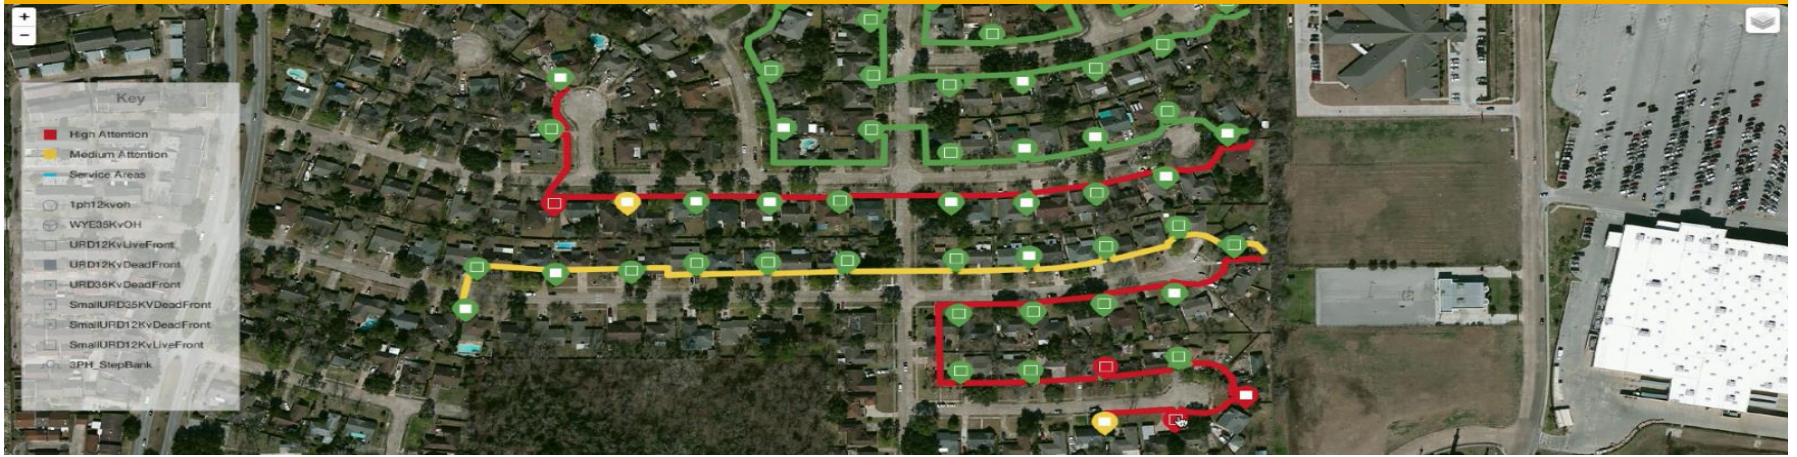 +
−
Key
High Attention
Medium Attention
Service Areas
1ph12kvoh
WYE35KvOH
URD12KvLiveFront
URD12KvDeadFront
URD35KvDeadFront
SmallURD35KVDeadFront
SmallURD12KvDeadFront
SmallURD12KvLiveFront
3PH_StepBank